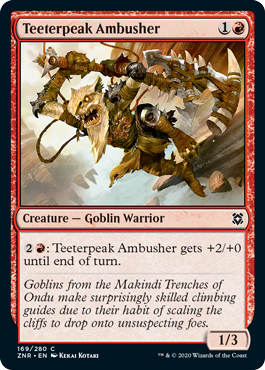 Teeterpeak Ambusher 1
Creature — Goblin Warrior
2 : Teeterpeak Ambusher gets +2/+0
until end of turn.
Goblins from the Makindi Trenches of
Ondu make surprisingly skilled climbing
guides due to their habit of scaling the
cliffs to drop onto unsuspecting foes.
1/3
169/280 C
ZNR • EN KEKAI KOTAKI
™ & © 2020 Wizards of the Coast